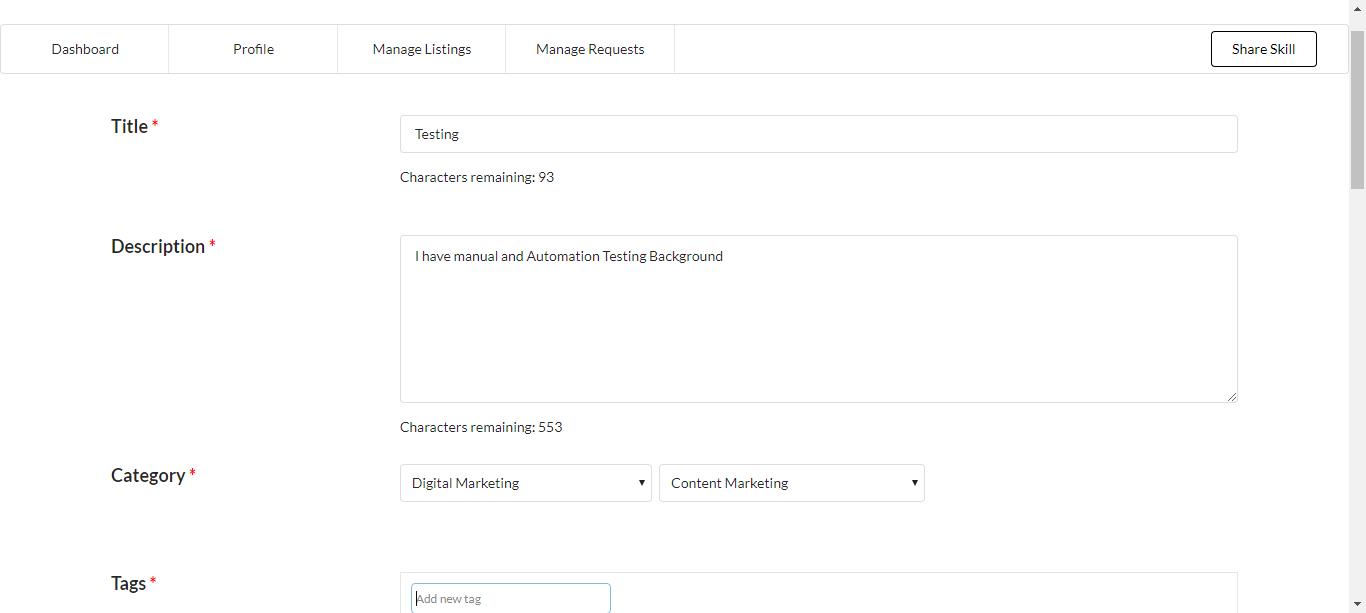 Dashboard Profile Manage Listings Manage Requests Share Skill
Title *
Testing
Characters remaining: 93
Description *
I have manual and Automation Testing Background
Characters remaining: 553
Category *
Digital Marketing Content Marketing
Tags *
Add new tag